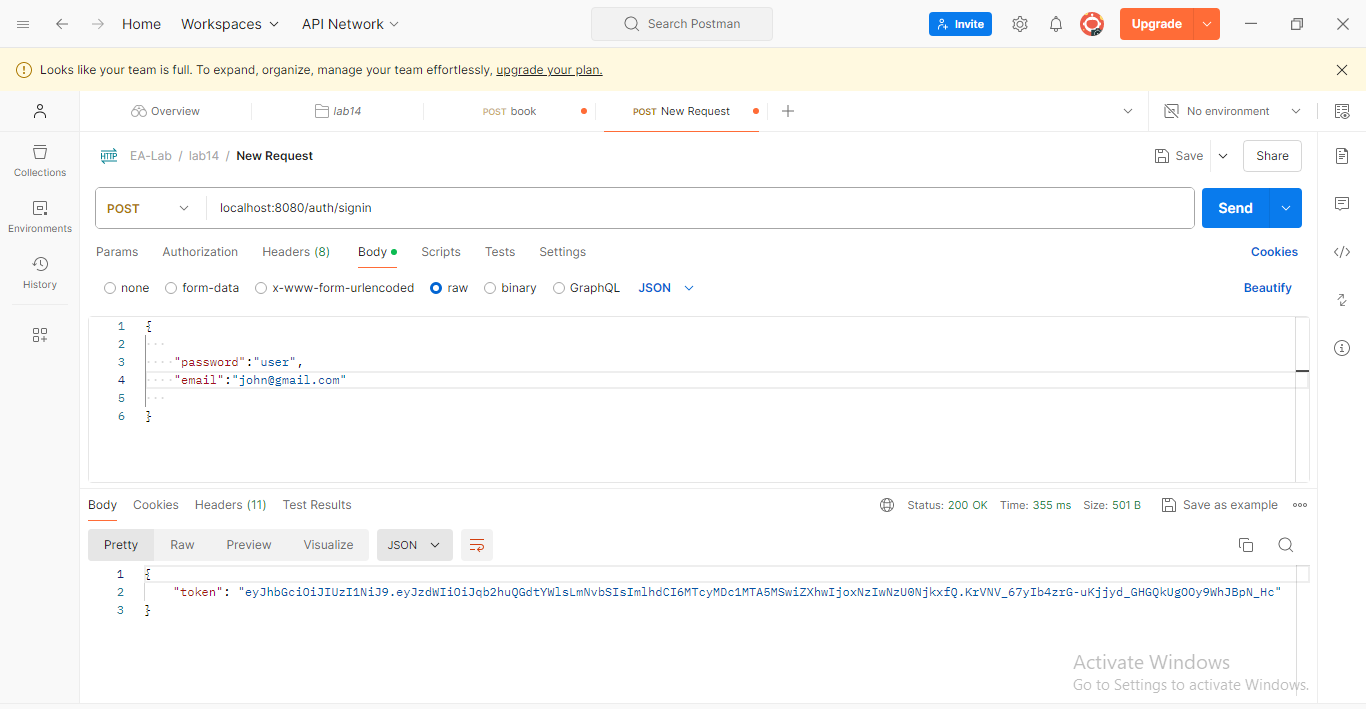 Home Workspaces API Network Search Postman Invite Upgrade
Looks like your team is full. To expand, organize, manage your team effortlessly, upgrade your plan.
Overview lab14 POST book POST New Request No environment
HTTP EA-Lab / lab14 / New Request Save Share
Collections
Environments
History
POST localhost:8080/auth/signin Send
Params Authorization Headers (8) Body Scripts Tests Settings Cookies
none form-data x-www-form-urlencoded raw binary GraphQL JSON Beautify
1 {
2
3 "password":"user",
4 "email":"john@gmail.com"
5
6 }
Body Cookies Headers (11) Test Results Status: 200 OK Time: 355 ms Size: 501 B Save as example
Pretty Raw Preview Visualize JSON
1 {
2 "token": "eyJhbGciOiJIUzI1NiJ9.eyJzdWIiOiJqb2huQGdtYWlsLmNvbSIsImlhdCI6MTcyMDc1MTA5MSwiZXhwIjoxNzIwNzU0NjkxfQ.KrVNV_67yIb4zrG-uKjjyd_GHGQkUgOOy9WhJBpN_Hc"
3 }
Activate Windows
Go to Settings to activate Windows.